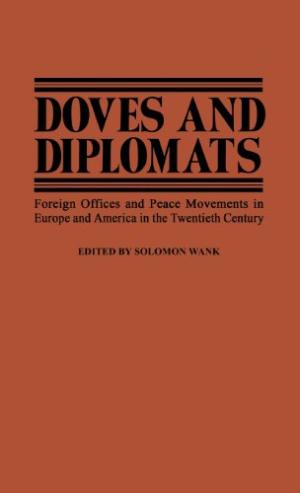 DOVES AND
DIPLOMATS
Foreign Offices and Peace Movements in
Europe and America in the Twentieth Century
EDITED BY SOLOMON WANK